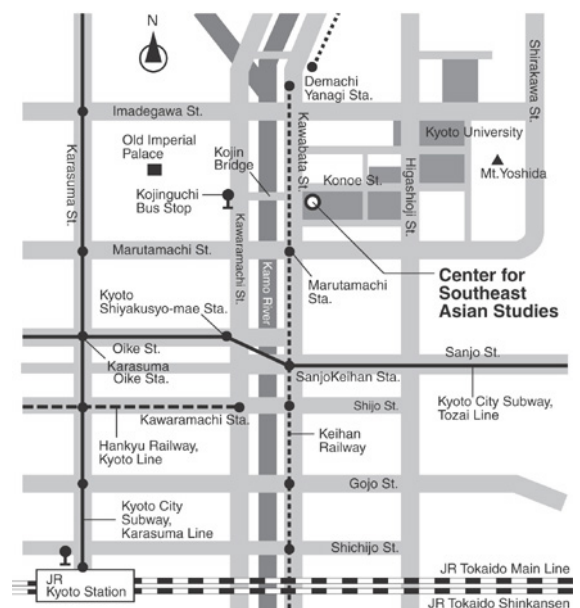 N
Demachi
Yanagi Sta.
Shirakawa St.
Imadegawa St.
Kawabata St.
Kyoto University
Old Imperial
Palace
Kojin
Bridge
Karasuma St.
Higashioji St.
Konoe St.
Mt.Yoshida
Kojinguchi
Bus Stop
Kawaramachi St.
Marutamachi St.
Kamo River
Marutamachi
Sta.
Center for
Southeast
Asian Studies
Kyoto
Shiyakusyo-mae Sta.
Oike St.
Sanjo St.
Karasuma
Oike Sta.
SanjoKeihan Sta.
Kyoto City Subway,
Tozai Line
Shijo St.
Kawaramachi Sta.
Hankyu Railway,
Kyoto Line
Keihan
Railway
Gojo St.
Kyoto City
Subway,
Karasuma Line
Shichijo St.
JR
Kyoto Station
JR Tokaido Main Line
JR Tokaido Shinkansen